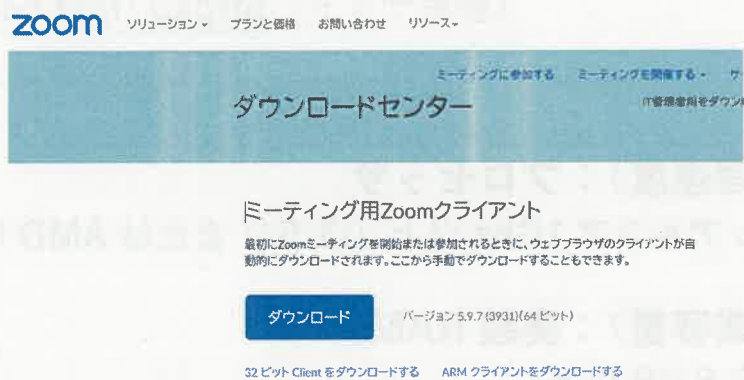 zoom ソリューション プランと価格 お問い合わせ リソース
ミーティングに参加する ミーティングを開催する
ダウンロードセンター
IT管理者用をダウン
ミーティング用Zoomクライアント
最初にZoomミーティングを開始または参加されるときに、ウェブブラウザのクライアントが自
動的にダウンロードされます。ここから手動でダウンロードすることもできます。
ダウンロード バージョン 5.9.7 (3931)(64 ビット)
32 ビット Client をダウンロードする ARM クライアントをダウンロードする